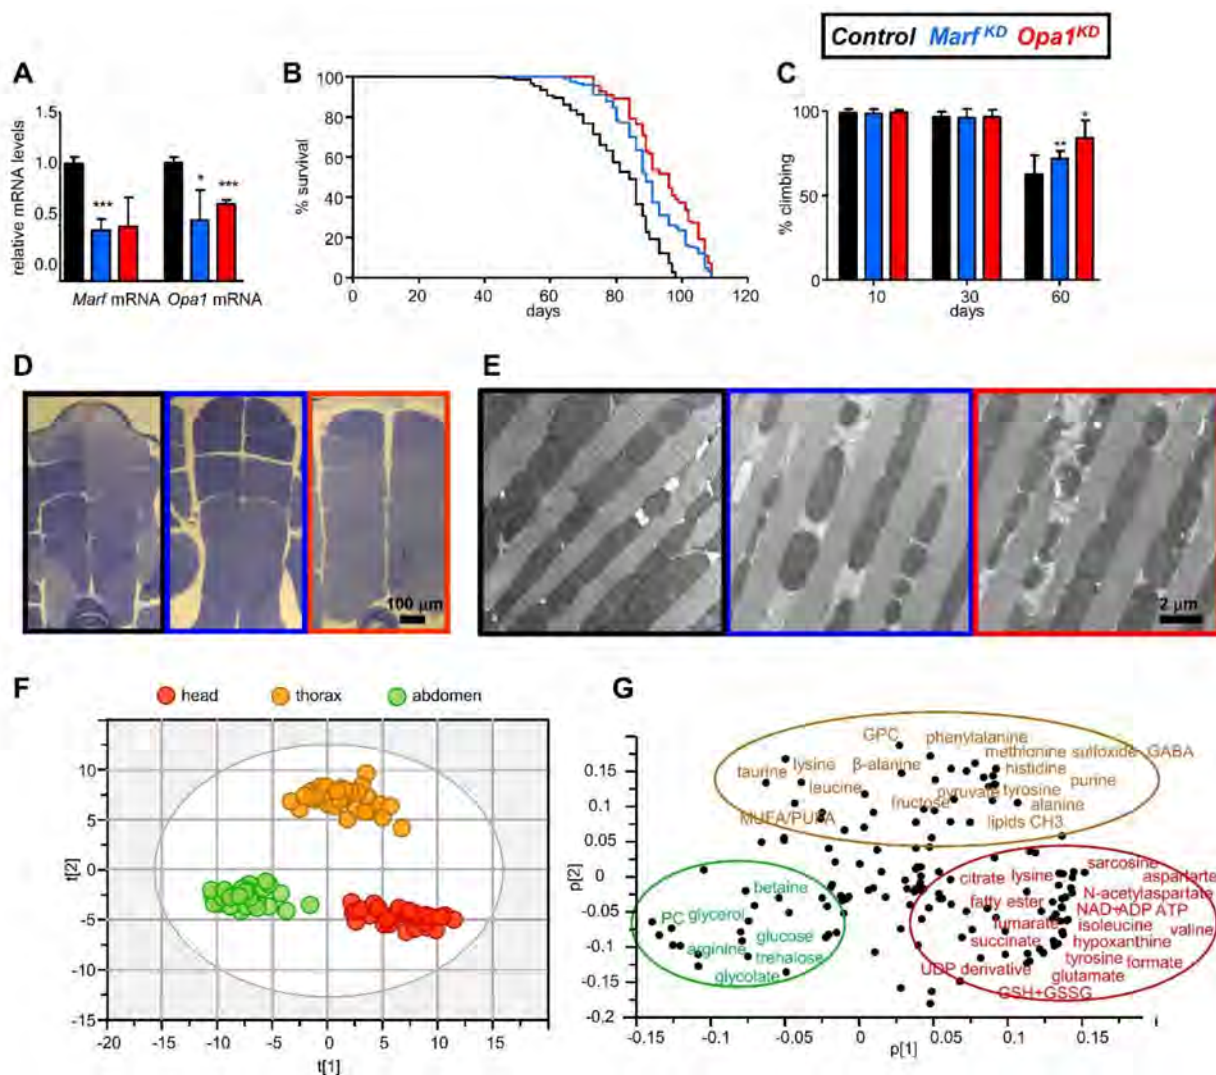 Control Marf KD Opa1 KD
A
B
C
relative mRNA levels
1.5
1.0
0.5
0.0
***
*
***
Marf mRNA Opa1 mRNA
% survival
100
80
60
40
20
0
0 20 40 60 80 100 120
days
% climbing
100
50
0
**
*
10 30 60
days
D
E
100 µm
2 µm
F
head thorax abdomen
t[2]
10
5
0
-5
-10
-15
-20 -15 -10 -5 0 5 10 15 20
t[1]
G
p[2]
0.15
0.1
0.05
0
-0.05
-0.1
-0.15
-0.2
-0.15 -0.1 -0.05 0 0.05 0.1 0.15
p[1]
GPC phenylalanine
methionine sulfoxide GABA
taurine lysine β-alanine histidine
leucine pyruvate tyrosine purine
fructose alanine
MUFA/PUFA lipids CH3
betaine
PC glycerol
glucose
arginine trehalose
glycolate
sarcosine
citrate lysine aspartate
N-acetylaspartate
fatty ester NAD+ADP ATP
fumarate isoleucine valine
succinate hypoxanthine
tyrosine formate
UDP derivative glutamate
GSH+GSSG